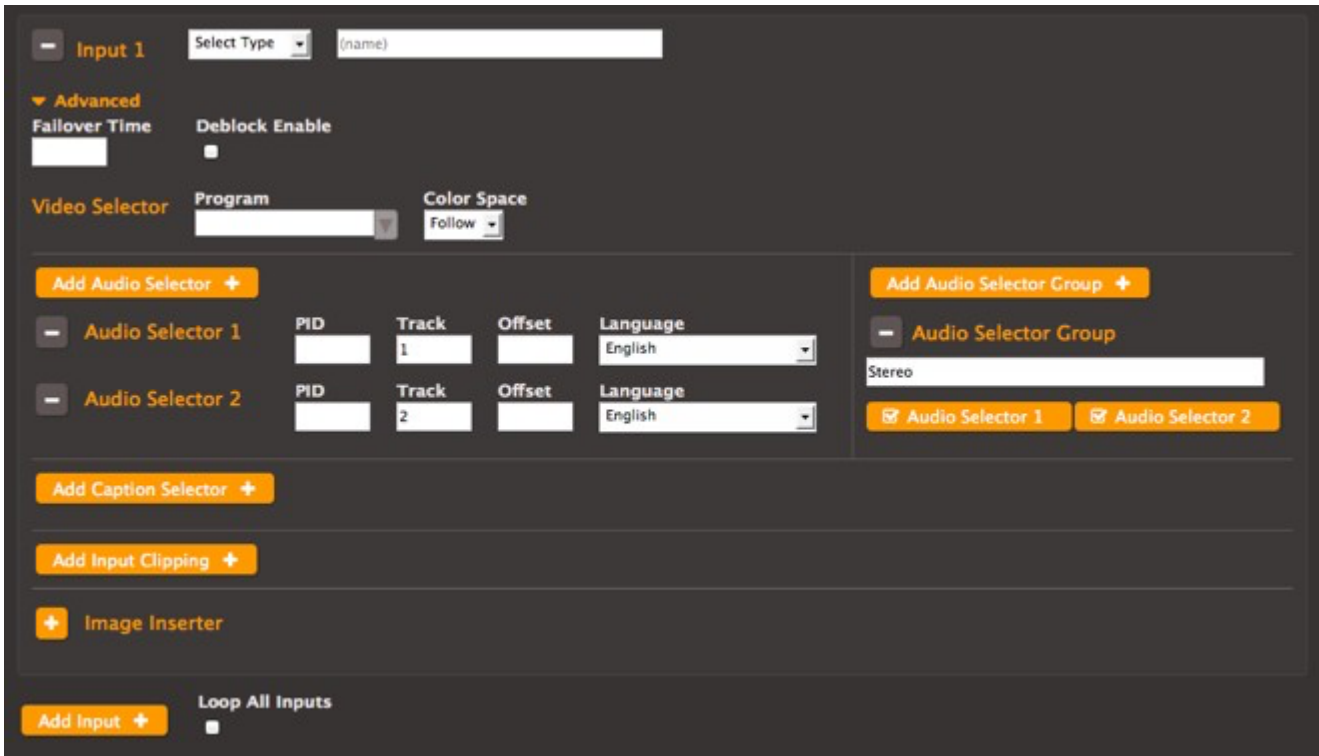 Input 1 Select Type (name)
Advanced
Failover Time Deblock Enable
Video Selector Program Color Space
Follow
Add Audio Selector Add Audio Selector Group
Audio Selector 1 PID Track Offset Language Audio Selector Group
1 English
Stereo
Audio Selector 2 PID Track Offset Language
2 English Audio Selector 1 Audio Selector 2
Add Caption Selector
Add Input Clipping
Image Inserter
Loop All Inputs
Add Input